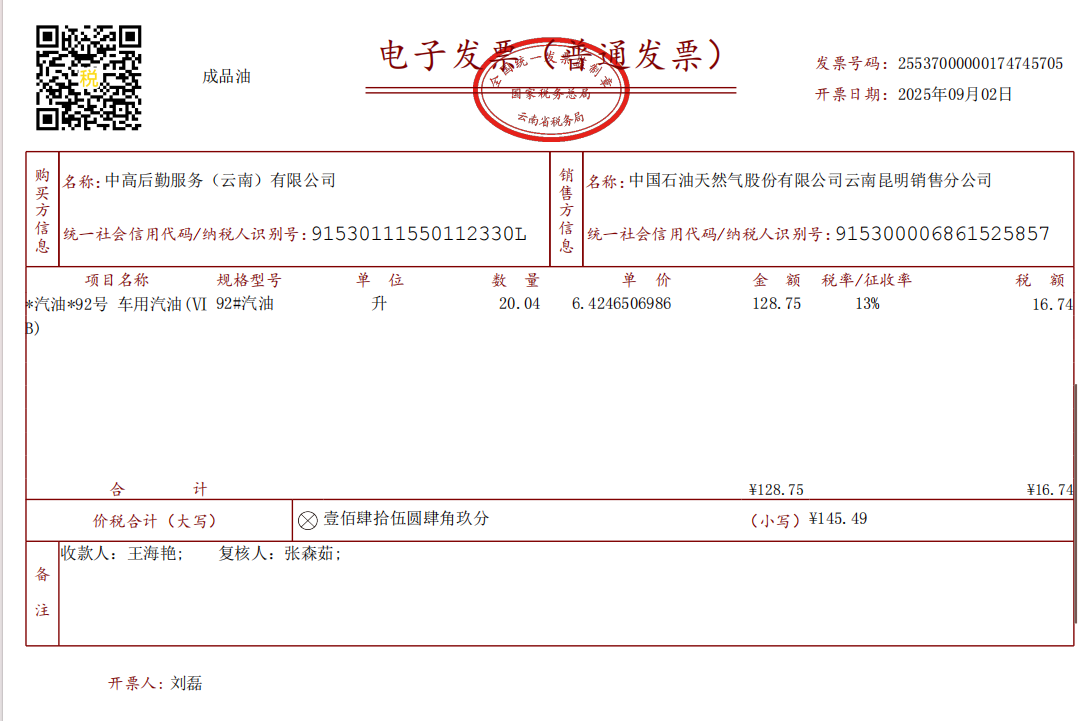 税
成品油
电子发票（普通发票）
全国统一发票监制章
国家税务总局
云南省税务局
发票号码：25537000000174745705
开票日期：2025年09月02日
购买方信息
名称：中高后勤服务（云南）有限公司
统一社会信用代码/纳税人识别号：91530111550112330L
销售方信息
名称：中国石油天然气股份有限公司云南昆明销售分公司
统一社会信用代码/纳税人识别号：915300006861525857
项目名称 规格型号 单 位 数 量 单 价 金 额 税率/征收率 税 额
*汽油*92号 车用汽油(VI 92#汽油 升 20.04 6.4246506986 128.75 13% 16.74
B)
合 计 ¥128.75 ¥16.74
价税合计（大写） ⊗壹佰肆拾伍圆肆角玖分 （小写）¥145.49
备注
收款人：王海艳; 复核人：张森茹;
开票人：刘磊